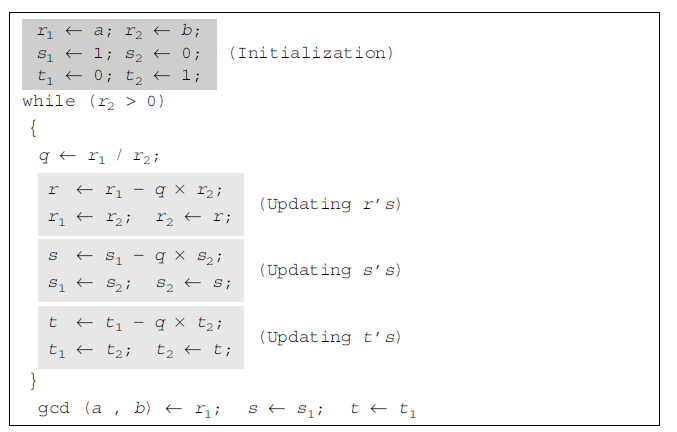 r₁ ← a; r₂ ← b;
s₁ ← 1; s₂ ← 0; (Initialization)
t₁ ← 0; t₂ ← 1;
while (r₂ > 0)
{
q ← r₁ / r₂;
r ← r₁ − q × r₂;
r₁ ← r₂; r₂ ← r;
(Updating r's)
s ← s₁ − q × s₂;
s₁ ← s₂; s₂ ← s;
(Updating s's)
t ← t₁ − q × t₂;
t₁ ← t₂; t₂ ← t;
(Updating t's)
}
gcd (a , b) ← r₁; s ← s₁; t ← t₁